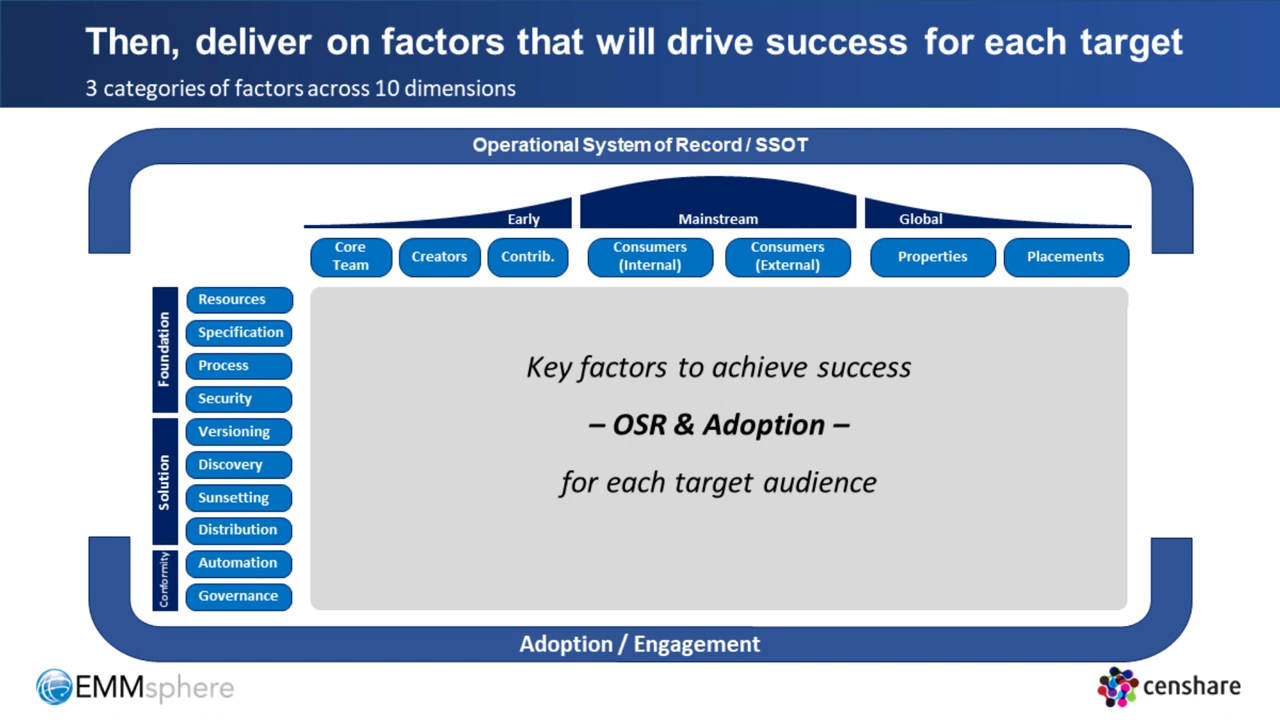 Then, deliver on factors that will drive success for each target
3 categories of factors across 10 dimensions
Operational System of Record / SSOT
Early
Mainstream
Global
Core
Team
Creators
Contrib.
Consumers
(Internal)
Consumers
(External)
Properties
Placements
Foundation
Resources
Specification
Process
Security
Solution
Versioning
Discovery
Sunsetting
Distribution
Conformity
Automation
Governance
Key factors to achieve success
– OSR & Adoption –
for each target audience
Adoption / Engagement
EMMsphere
censhare